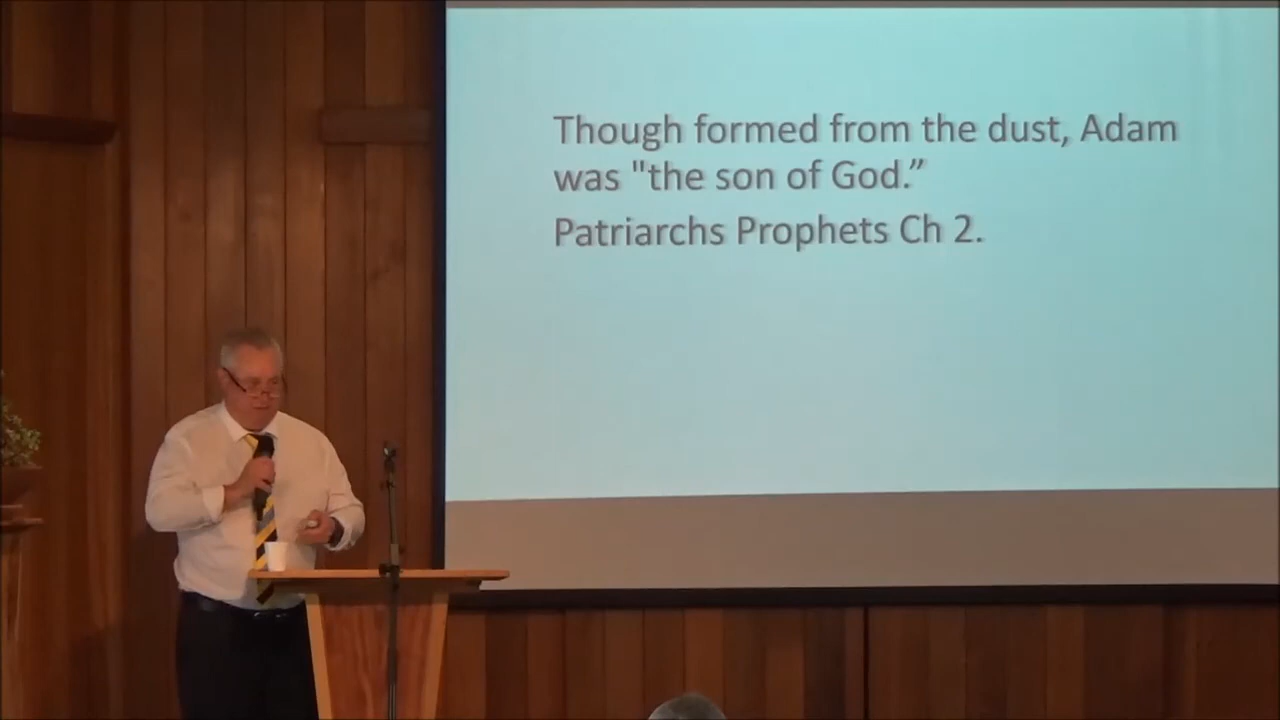 Though formed from the dust, Adam
was "the son of God.”
Patriarchs Prophets Ch 2.